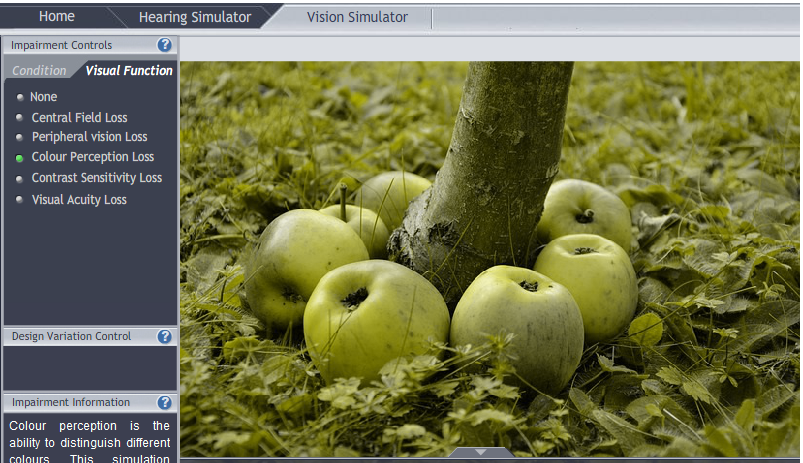 Home
Hearing Simulator
Vision Simulator
Impairment Controls
?
Condition
Visual Function
None
Central Field Loss
Peripheral vision Loss
Colour Perception Loss
Contrast Sensitivity Loss
Visual Acuity Loss
Design Variation Control
?
Impairment Information
?
Colour perception is the
ability to distinguish different
colours. This simulation